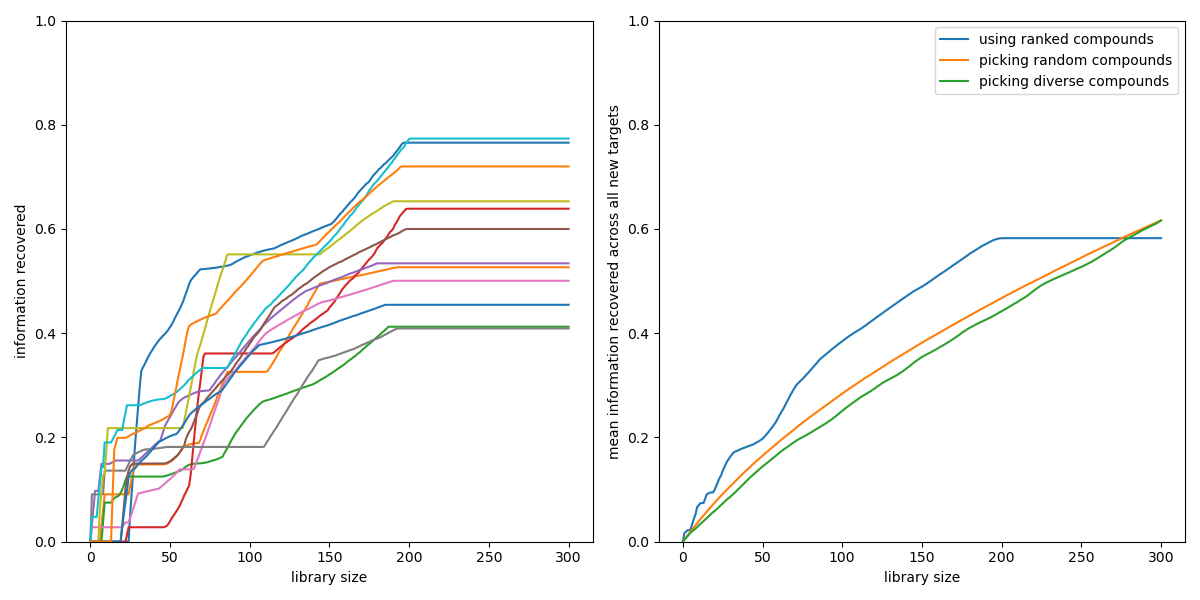 1.0
0.8
0.6
0.4
0.2
0.0
information recovered
0 50 100 150 200 250 300
library size
1.0
0.8
0.6
0.4
0.2
0.0
mean information recovered across all new targets
0 50 100 150 200 250 300
library size
using ranked compounds
picking random compounds
picking diverse compounds